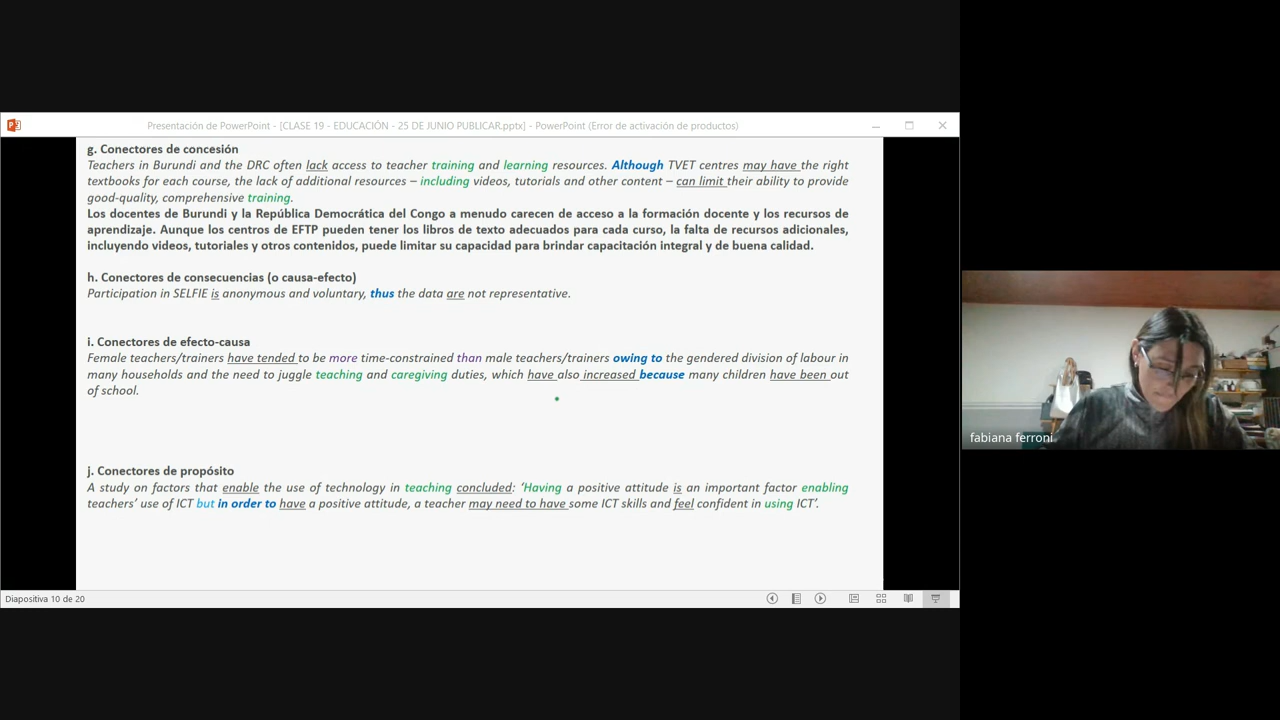 Presentación de PowerPoint - [CLASE 19 - EDUCACIÓN - 25 DE JUNIO PUBLICAR.pptx] - PowerPoint (Error de activación de productos)
g. Conectores de concesión
Teachers in Burundi and the DRC often lack access to teacher training and learning resources. Although TVET centres may have the right
textbooks for each course, the lack of additional resources – including videos, tutorials and other content – can limit their ability to provide
good-quality, comprehensive training.
Los docentes de Burundi y la República Democrática del Congo a menudo carecen de acceso a la formación docente y los recursos de
aprendizaje. Aunque los centros de EFTP pueden tener los libros de texto adecuados para cada curso, la falta de recursos adicionales,
incluyendo videos, tutoriales y otros contenidos, puede limitar su capacidad para brindar capacitación integral y de buena calidad.
h. Conectores de consecuencias (o causa-efecto)
Participation in SELFIE is anonymous and voluntary, thus the data are not representative.
i. Conectores de efecto-causa
Female teachers/trainers have tended to be more time-constrained than male teachers/trainers owing to the gendered division of labour in
many households and the need to juggle teaching and caregiving duties, which have also increased because many children have been out
of school.
j. Conectores de propósito
A study on factors that enable the use of technology in teaching concluded: ‘Having a positive attitude is an important factor enabling
teachers’ use of ICT but in order to have a positive attitude, a teacher may need to have some ICT skills and feel confident in using ICT’.
Diapositiva 10 de 20
fabiana ferroni